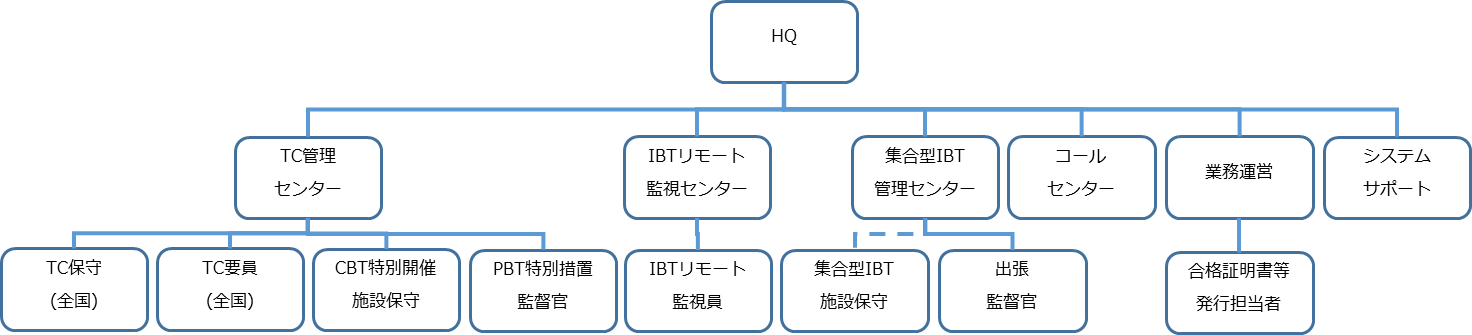 HQ
TC管理
センター
IBTリモート
監視センター
集合型IBT
管理センター
コール
センター
業務運営
システム
サポート
TC保守
(全国)
TC要員
(全国)
CBT特別開催
施設保守
PBT特別措置
監督官
IBTリモート
監視員
集合型IBT
施設保守
出張
監督官
合格証明書等
発行担当者